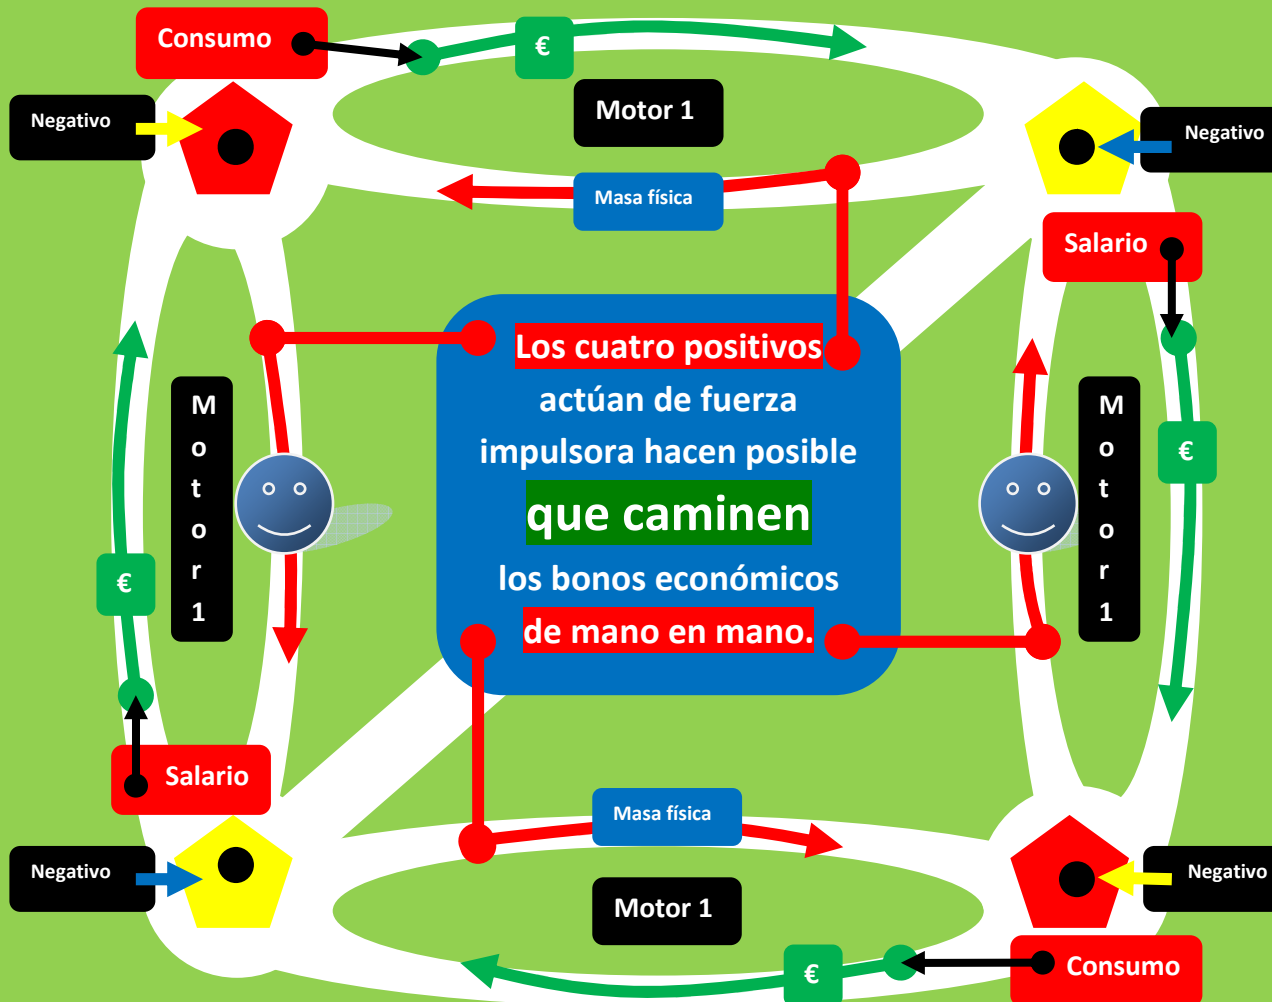 Consumo
€
Motor 1
Negativo
Negativo
Masa física
Salario
Los cuatro positivos
actúan de fuerza
impulsora hacen posible
que caminen
los bonos económicos
de mano en mano.
M
o
t
o
r
1
€
M
o
t
o
r
1
€
Salario
Masa física
Negativo
Motor 1
Negativo
€
Consumo